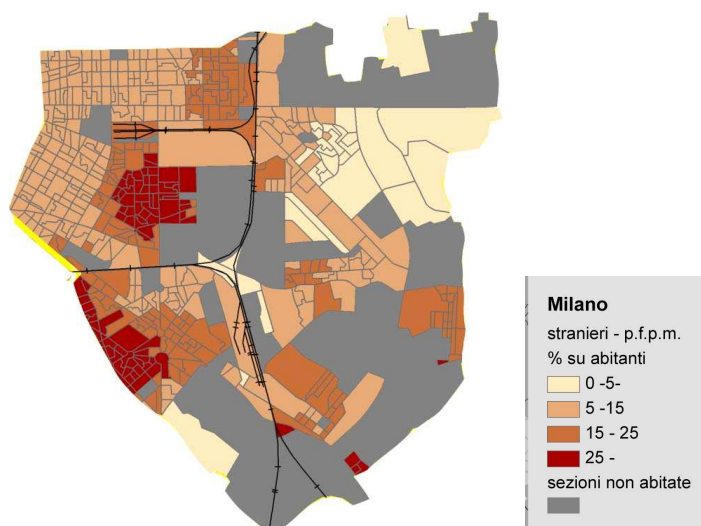 Milano
stranieri - p.f.p.m.
% su abitanti
0 -5-
5 -15
15 - 25
25 -
sezioni non abitate